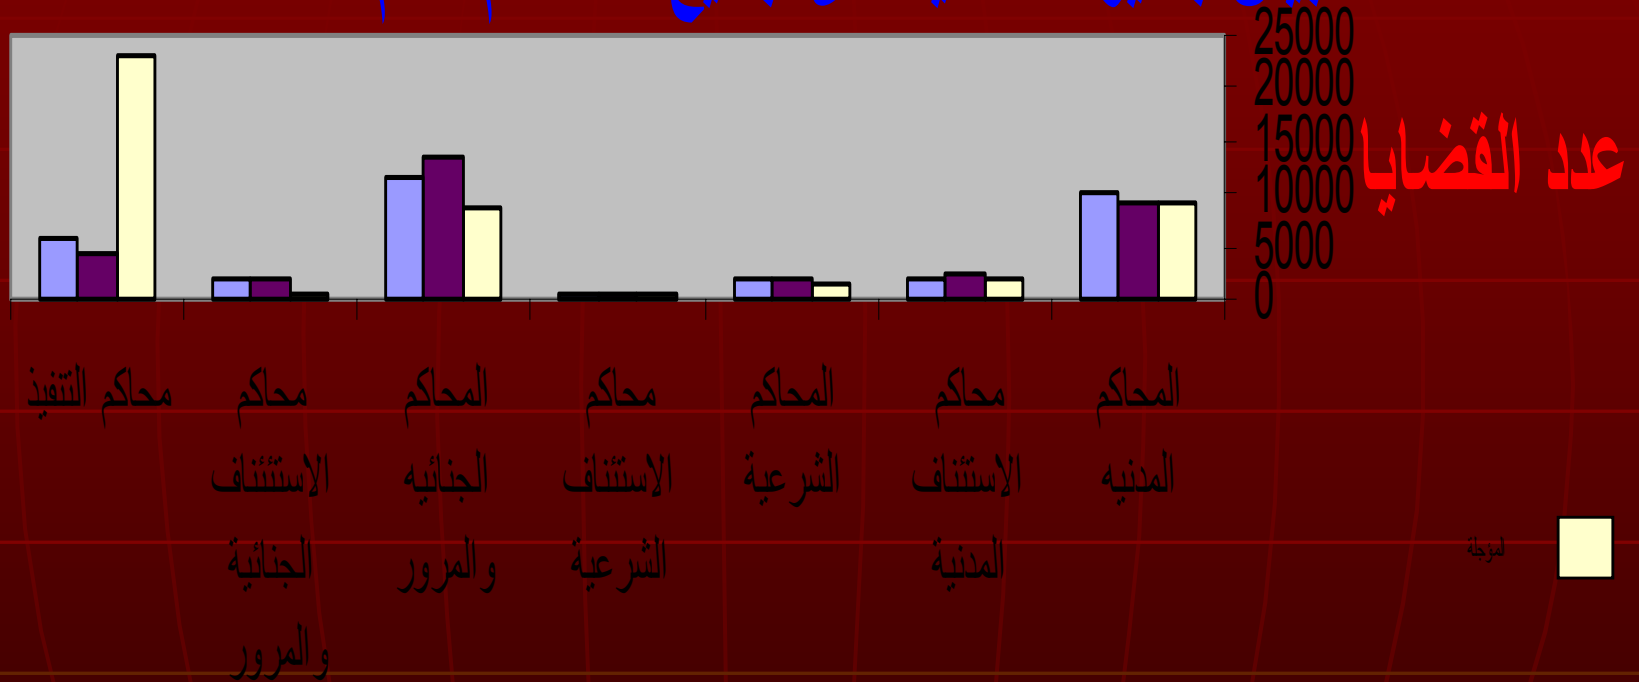 25000
20000
15000
10000
5000
0
عدد القضايا
المحاكم
المدنيه
محاكم
الاستئناف
المدنية
المحاكم
الشرعية
محاكم
الاستئناف
الشرعية
المحاكم
الجنائيه
والمرور
محاكم
الاستئناف
الجنائية
والمرور
محاكم التنفيذ
لمؤجلة